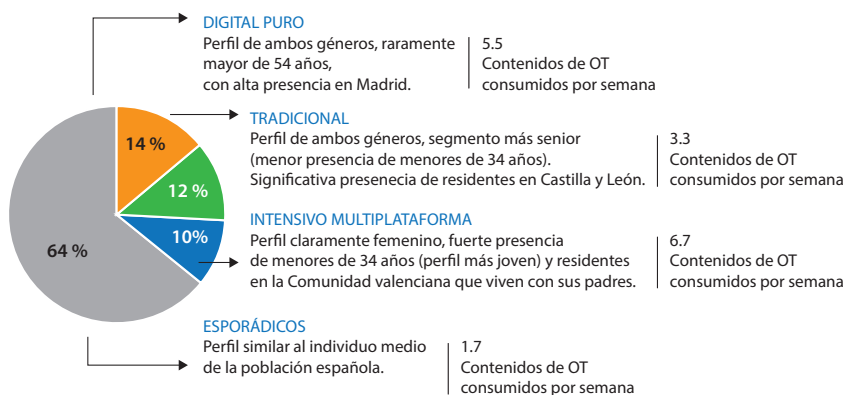 DIGITAL PURO
Perfil de ambos géneros, raramente
mayor de 54 años,
con alta presencia en Madrid.
5.5
Contenidos de OT
consumidos por semana
TRADICIONAL
Perfil de ambos géneros, segmento más senior
(menor presencia de menores de 34 años).
Significativa presenecia de residentes en Castilla y León.
3.3
Contenidos de OT
consumidos por semana
INTENSIVO MULTIPLATAFORMA
Perfil claramente femenino, fuerte presencia
de menores de 34 años (perfil más joven) y residentes
en la Comunidad valenciana que viven con sus padres.
6.7
Contenidos de OT
consumidos por semana
ESPORÁDICOS
Perfil similar al individuo medio
de la población española.
1.7
Contenidos de OT
consumidos por semana
14 %
12 %
10%
64 %